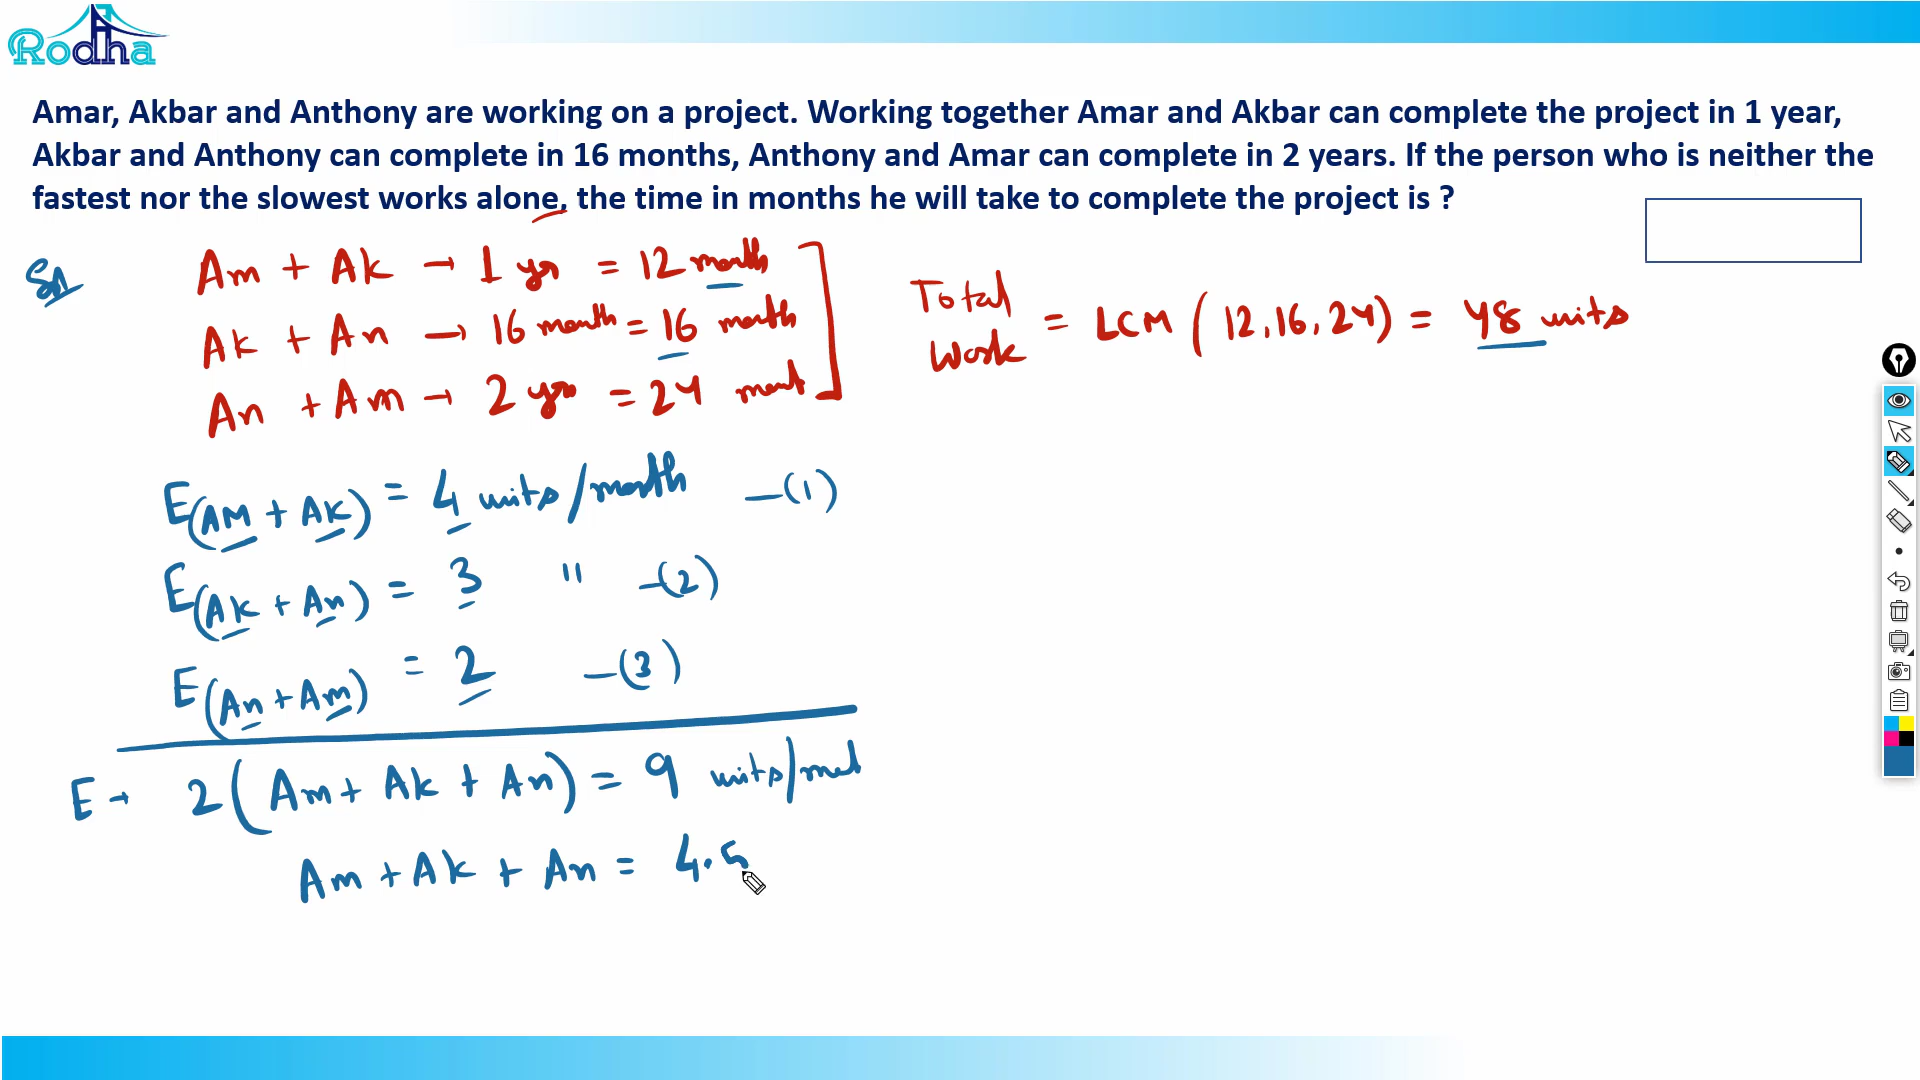 Rodha
Amar, Akbar and Anthony are working on a project. Working together Amar and Akbar can complete the project in 1 year,
Akbar and Anthony can complete in 16 months, Anthony and Amar can complete in 2 years. If the person who is neither the
fastest nor the slowest works alone, the time in months he will take to complete the project is ?
Am + Ak → 1 yr = 12 month
Ak + An → 16 month = 16 month
An + Am → 2 yr = 24 mont
Total
Work = LCM (12,16,24) = 48 units
E(AM + AK) = 4 units/month —(1)
E(Ak + An) = 3 " —(2)
E(An + Am) = 2 —(3)
E → 2(Am + Ak + An) = 9 units/mont
Am + Ak + An = 4.5